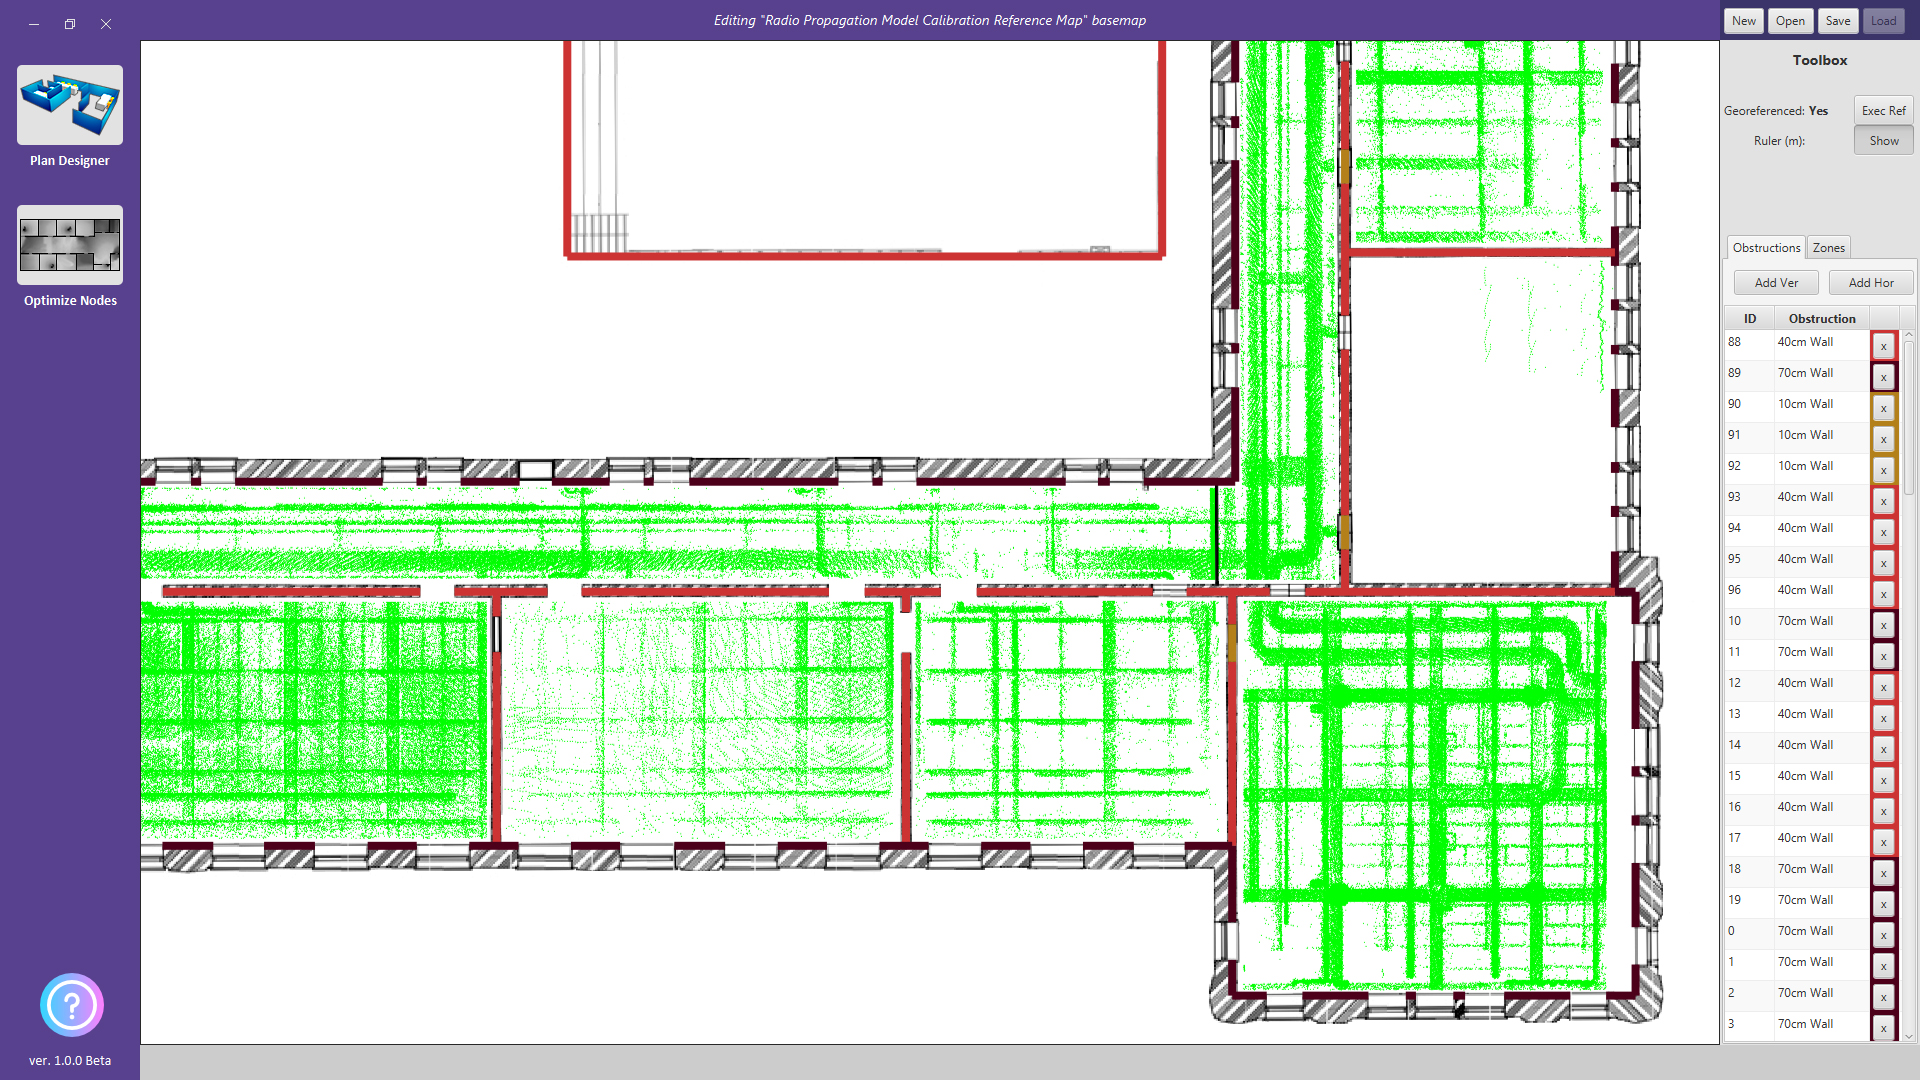 Editing "Radio Propagation Model Calibration Reference Map" basemap
New Open Save Load
Plan Designer
Optimize Nodes
ver. 1.0.0 Beta
?
Toolbox
Georeferenced: Yes Exec Ref
Ruler (m): Show
Obstructions Zones
Add Ver Add Hor
ID Obstruction
88 40cm Wall x
89 70cm Wall x
90 10cm Wall x
91 10cm Wall x
92 10cm Wall x
93 40cm Wall x
94 40cm Wall x
95 40cm Wall x
96 40cm Wall x
10 70cm Wall x
11 70cm Wall x
12 40cm Wall x
13 40cm Wall x
14 40cm Wall x
15 40cm Wall x
16 40cm Wall x
17 40cm Wall x
18 70cm Wall x
19 70cm Wall x
0 70cm Wall x
1 70cm Wall x
2 70cm Wall x
3 70cm Wall x